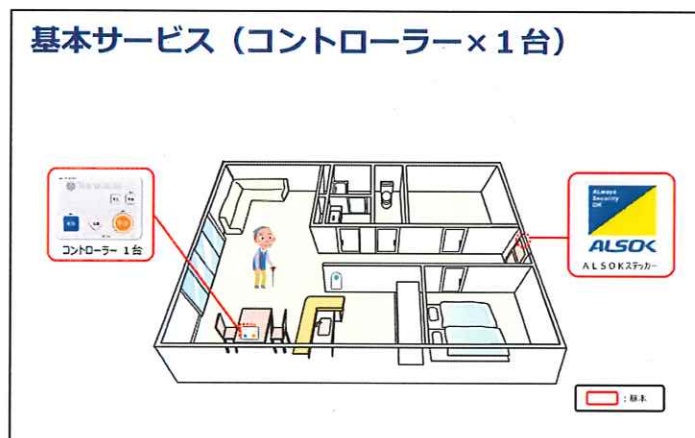 基本サービス（コントローラー×１台）
コントローラー 1台
ALways
Security
OK
ALSOK
ＡＬＳＯＫステッカー
：基本